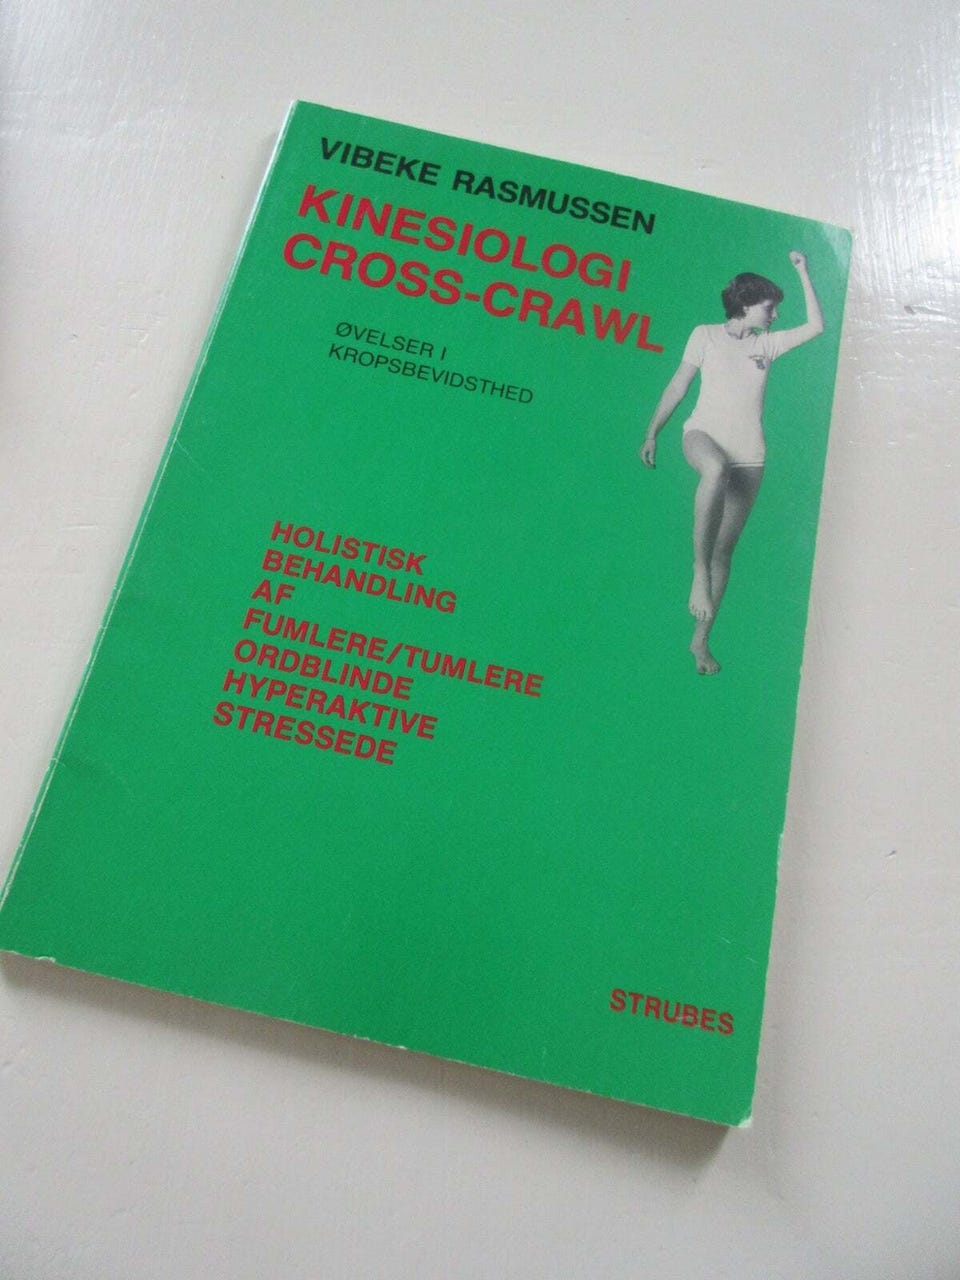 VIBEKE RASMUSSEN
KINESIOLOGI
CROSS-CRAWL
ØVELSER I
KROPSBEVIDSTHED
HOLISTISK
BEHANDLING
AF
FUMLERE/TUMLERE
ORDBLINDE
HYPERAKTIVE
STRESSEDE
STRUBES